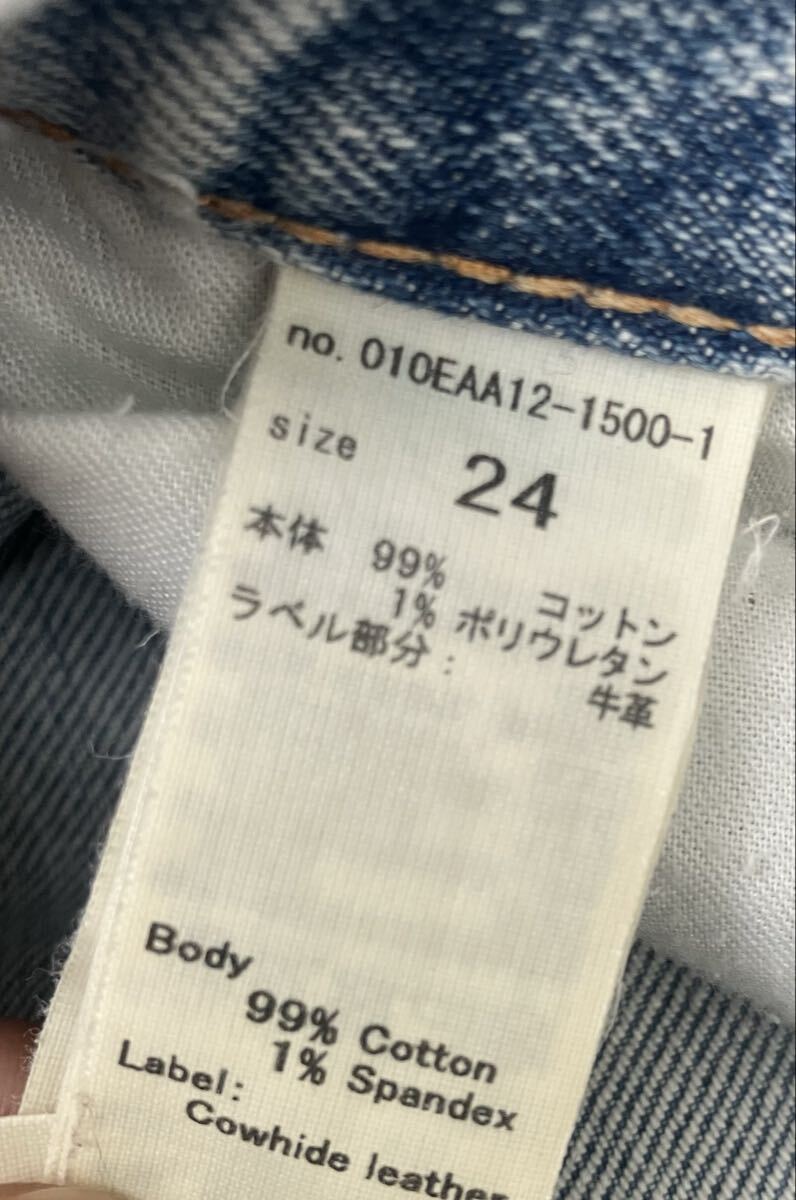 no. 010EAA12-1500-1
size 24
本体 99% コットン
1% ポリウレタン
ラベル部分: 牛革
Body
99% Cotton
1% Spandex
Label:
Cowhide leather